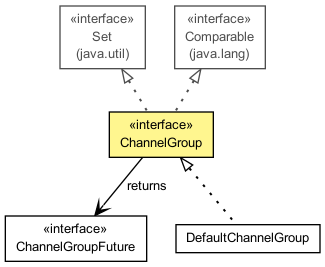 «interface»
Set
(java.util)
«interface»
Comparable
(java.lang)
«interface»
ChannelGroup
returns
«interface»
ChannelGroupFuture
DefaultChannelGroup